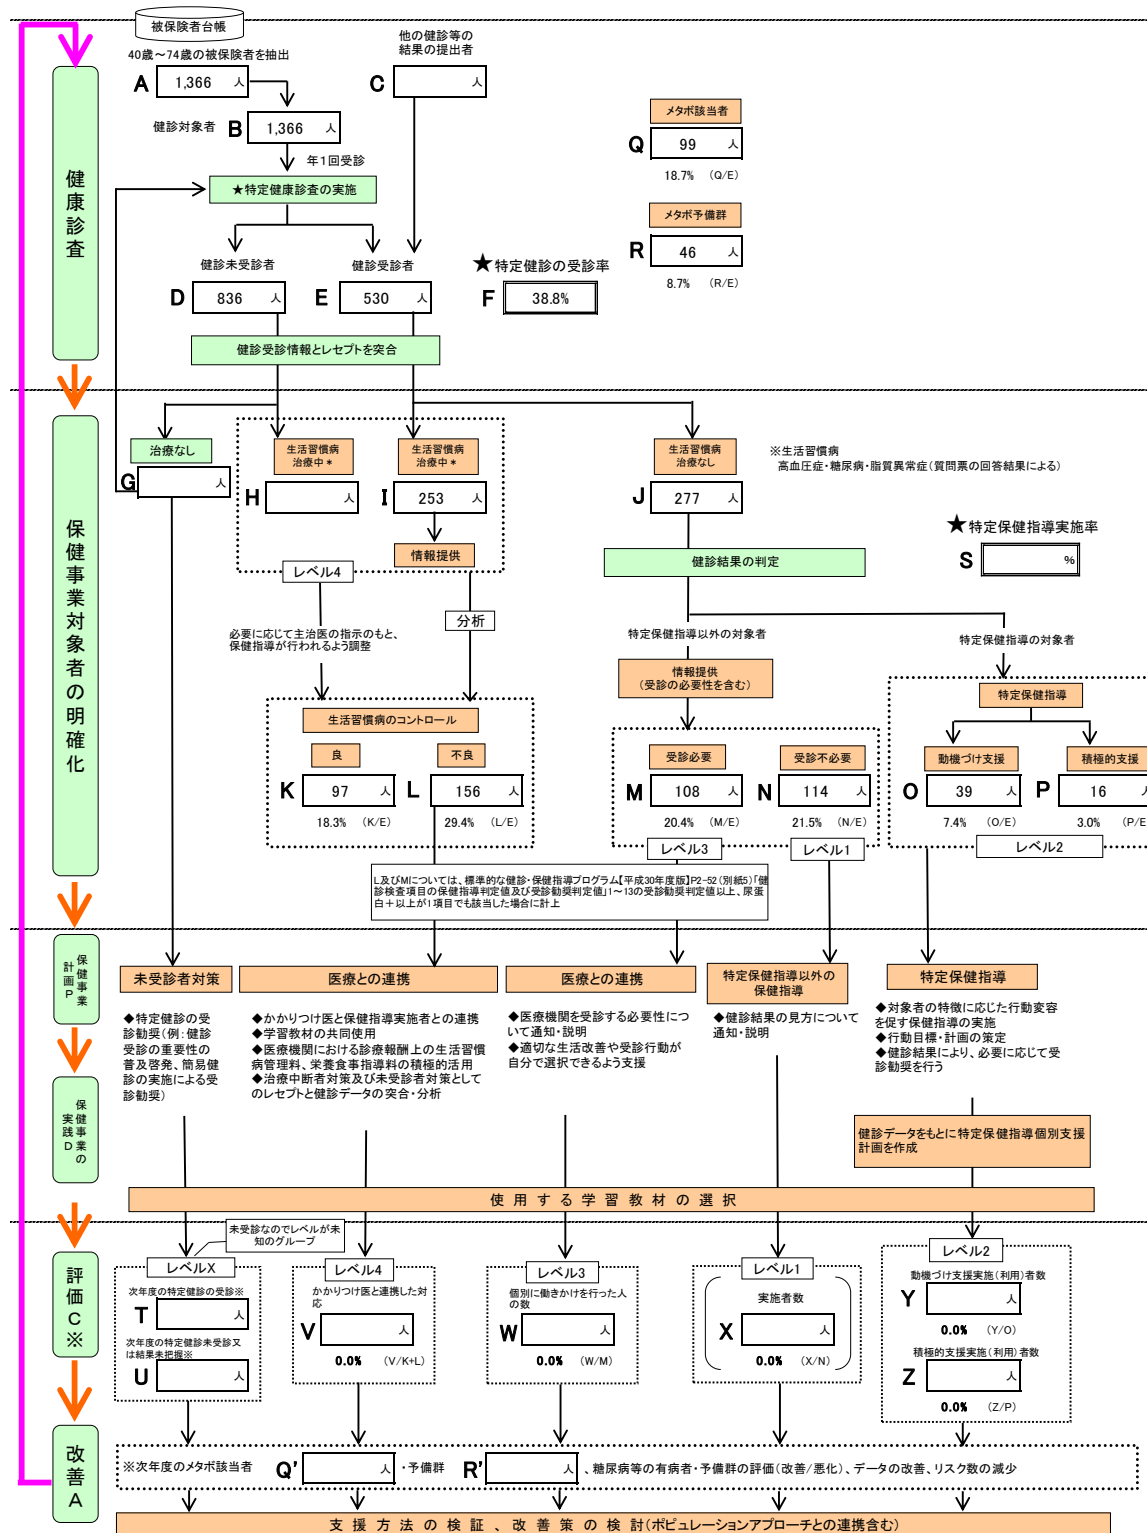 被保険者台帳
40歳～74歳の被保険者を抽出
他の健診等の
結果の提出者
A 1,366 人
C 人
健診対象者 B 1,366 人
年1回受診
★特定健康診査の実施
メタボ該当者
Q 99 人
18.7% (Q/E)
メタボ予備群
R 46 人
8.7% (R/E)
健康診査
健診未受診者
健診受診者
★特定健診の受診率
D 836 人
E 530 人
F 38.8%
健診受診情報とレセプトを突合
治療なし
G 人
生活習慣病
治療中*
H 人
生活習慣病
治療中*
I 253 人
情報提供
レベル4
生活習慣病
治療なし
J 277 人
※生活習慣病
高血圧症・糖尿病・脂質異常症(質問票の回答結果による)
★特定保健指導実施率
S %
健診結果の判定
保健事業対象者の明確化
分析
必要に応じて主治医の指示のもと、
保健指導が行われるよう調整
特定保健指導以外の対象者
特定保健指導の対象者
情報提供
(受診の必要性を含む)
特定保健指導
生活習慣病のコントロール
良
不良
K 97 人
L 156 人
18.3% (K/E)
29.4% (L/E)
受診必要
受診不必要
M 108 人
N 114 人
20.4% (M/E)
21.5% (N/E)
レベル3
レベル1
動機づけ支援
積極的支援
O 39 人
P 16 人
7.4% (O/E)
3.0% (P/E
レベル2
L及びMについては、標準的な健診・保健指導プログラム【平成30年度版】P2-52(別紙5)「健
診検査項目の保健指導判定値及び受診勧奨判定値」1～13の受診勧奨判定値以上、尿蛋
白+以上が1項目でも該当した場合に計上
保健事業
計画P
未受診者対策
医療との連携
医療との連携
特定保健指導以外の
保健指導
特定保健指導
◆特定健診の受
診勧奨(例:健診
受診の重要性の
普及啓発、簡易健
診の実施による受
診勧奨)
◆かかりつけ医と保健指導実施者との連携
◆学習教材の共同使用
◆医療機関における診療報酬上の生活習慣
病管理料、栄養食事指導料の積極的活用
◆治療中断者対策及び未受診者対策として
のレセプトと健診データの突合・分析
◆医療機関を受診する必要性につ
いて通知・説明
◆適切な生活改善や受診行動が
自分で選択できるよう支援
◆健診結果の見方について
通知・説明
◆対象者の特徴に応じた行動変容
を促す保健指導の実施
◆行動目標・計画の策定
◆健診結果により、必要に応じて受
診勧奨を行う
保健事業の
実践D
健診データをもとに特定保健指導個別支援
計画を作成
使用する学習教材の選択
未受診なのでレベルが未
知のグループ
評価C※
レベルX
次年度の特定健診の受診※
T 人
次年度の特定健診未受診又
は結果未把握※
U 人
レベル4
かかりつけ医と連携した対
応
V 人
0.0% (V/K+L)
レベル3
個別に働きかけを行った人
の数
W 人
0.0% (W/M)
レベル1
実施者数
X 人
0.0% (X/N)
レベル2
動機づけ支援実施(利用)者数
Y 人
0.0% (Y/O)
積極的支援実施(利用)者数
Z 人
0.0% (Z/P)
改善A
※次年度のメタボ該当者 Q' 人 ・予備群 R' 人 、糖尿病等の有病者・予備群の評価(改善/悪化)、データの改善、リスク数の減少
支援方法の検証、改善策の検討(ポピュレーションアプローチとの連携含む)